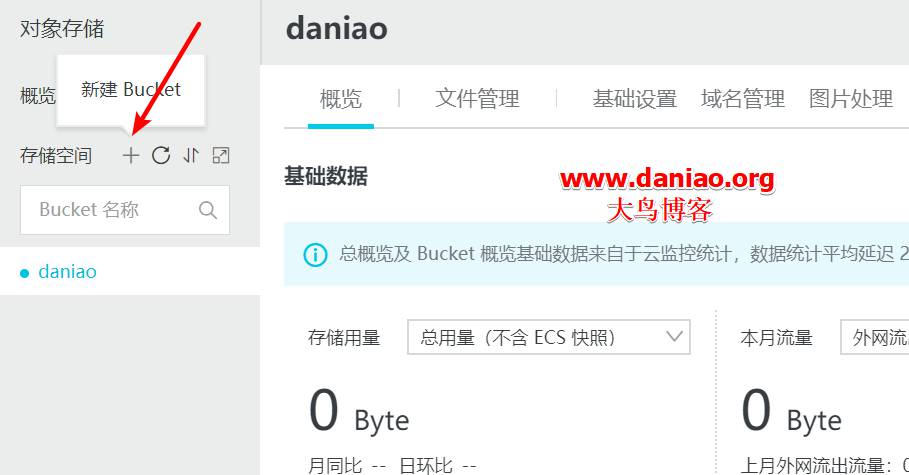 对象存储
daniao
新建 Bucket
概览
概览
文件管理
基础设置
域名管理
图片处理
存储空间
Bucket 名称
daniao
基础数据
www.daniao.org
大鸟博客
总概览及 Bucket 概览基础数据来自于云监控统计，数据统计平均延迟 2
存储用量
总用量（不含 ECS 快照）
本月流量
外网流
0 Byte
0 Byte
月同比 -- 日环比 --
上月外网流出流量：0